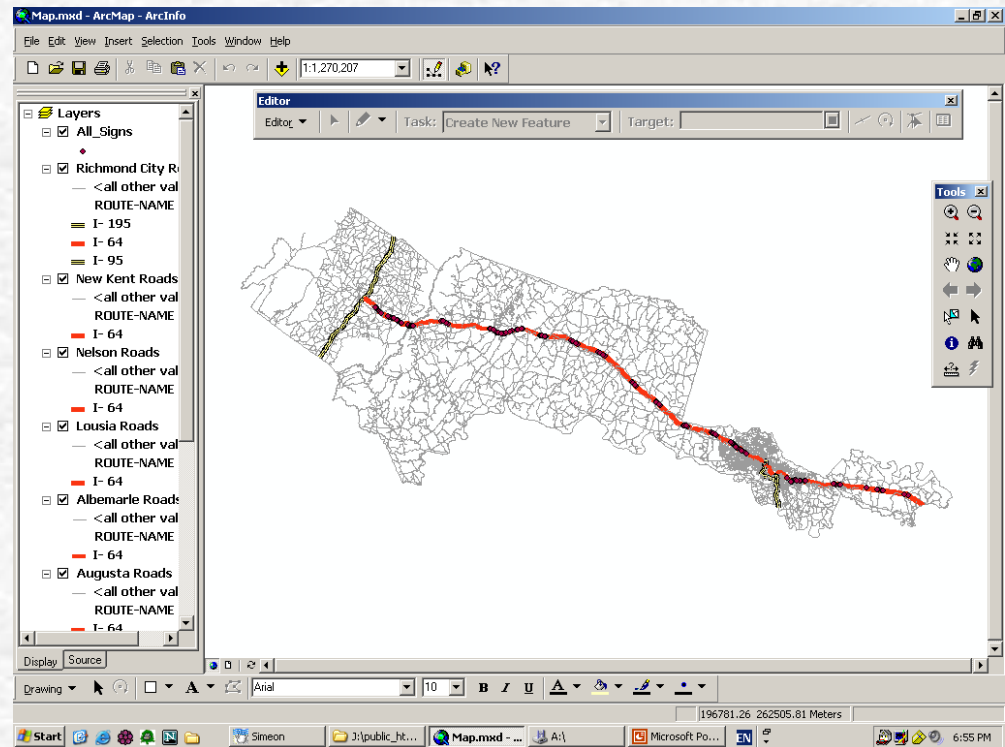 Map.mxd - ArcMap - ArcInfo
File Edit View Insert Selection Tools Window Help
1:1,270,207
Layers
All_Signs
Richmond City R
<all other val
ROUTE-NAME
I- 195
I- 64
I- 95
New Kent Roads
<all other val
ROUTE-NAME
I- 64
Nelson Roads
<all other val
ROUTE-NAME
I- 64
Lousia Roads
<all other val
ROUTE-NAME
I- 64
Albemarle Roads
<all other val
ROUTE-NAME
I- 64
Augusta Roads
<all other val
ROUTE-NAME
I- 64
Display Source
Editor
Editor Task: Create New Feature Target:
Tools
Drawing A Arial 10 B I U A
196781.26 262505.81 Meters
Start Simeon J:\public_ht... Map.mxd - ... A:\ Microsoft Po... EN 6:55 PM